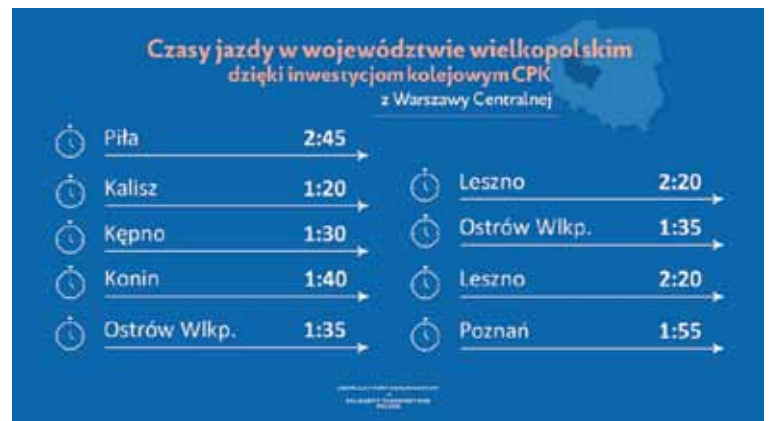 Czasy jazdy w województwie wielkopolskim
dzięki inwestycjom kolejowym CPK
z Warszawy Centralnej
Piła 2:45
Kalisz 1:20
Kępno 1:30
Konin 1:40
Ostrów Wlkp. 1:35
Leszno 2:20
Ostrów Wlkp. 1:35
Leszno 2:20
Poznań 1:55